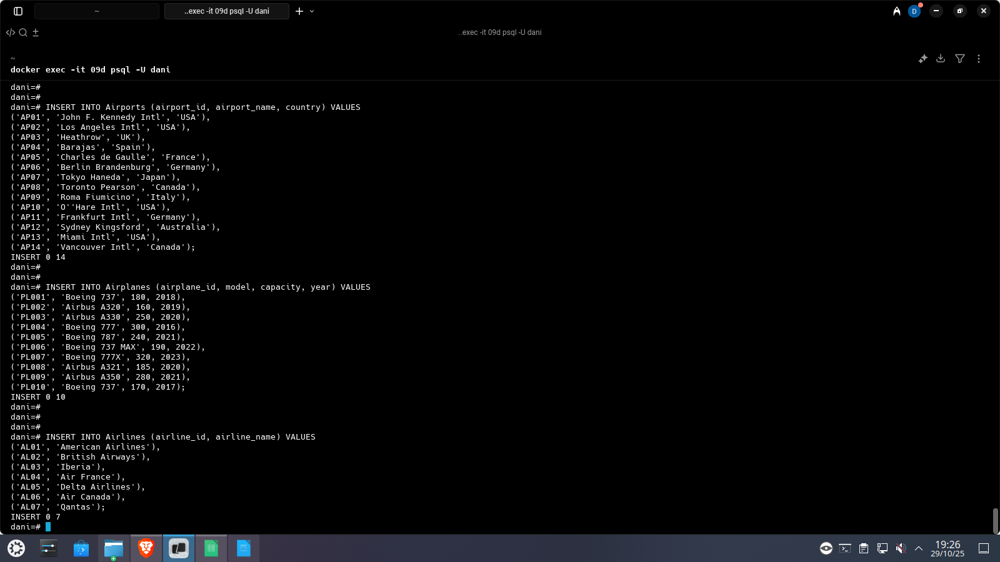 ~
..exec -it 09d psql -U dani
D
..exec -it 09d psql -U dani
~
docker exec -it 09d psql -U dani
dani=#
dani=#
dani=# INSERT INTO Airports (airport_id, airport_name, country) VALUES
('AP01', 'John F. Kennedy Intl', 'USA'),
('AP02', 'Los Angeles Intl', 'USA'),
('AP03', 'Heathrow', 'UK'),
('AP04', 'Barajas', 'Spain'),
('AP05', 'Charles de Gaulle', 'France'),
('AP06', 'Berlin Brandenburg', 'Germany'),
('AP07', 'Tokyo Haneda', 'Japan'),
('AP08', 'Toronto Pearson', 'Canada'),
('AP09', 'Roma Fiumicino', 'Italy'),
('AP10', 'O''Hare Intl', 'USA'),
('AP11', 'Frankfurt Intl', 'Germany'),
('AP12', 'Sydney Kingsford', 'Australia'),
('AP13', 'Miami Intl', 'USA'),
('AP14', 'Vancouver Intl', 'Canada');
INSERT 0 14
dani=#
dani=#
dani=# INSERT INTO Airplanes (airplane_id, model, capacity, year) VALUES
('PL001', 'Boeing 737', 180, 2018),
('PL002', 'Airbus A320', 160, 2019),
('PL003', 'Airbus A330', 250, 2020),
('PL004', 'Boeing 777', 300, 2016),
('PL005', 'Boeing 787', 240, 2021),
('PL006', 'Boeing 737 MAX', 190, 2022),
('PL007', 'Boeing 777X', 320, 2023),
('PL008', 'Airbus A321', 185, 2020),
('PL009', 'Airbus A350', 280, 2021),
('PL010', 'Boeing 737', 170, 2017);
INSERT 0 10
dani=#
dani=#
dani=#
dani=# INSERT INTO Airlines (airline_id, airline_name) VALUES
('AL01', 'American Airlines'),
('AL02', 'British Airways'),
('AL03', 'Iberia'),
('AL04', 'Air France'),
('AL05', 'Delta Airlines'),
('AL06', 'Air Canada'),
('AL07', 'Qantas');
INSERT 0 7
dani=#
19:26
29/10/25